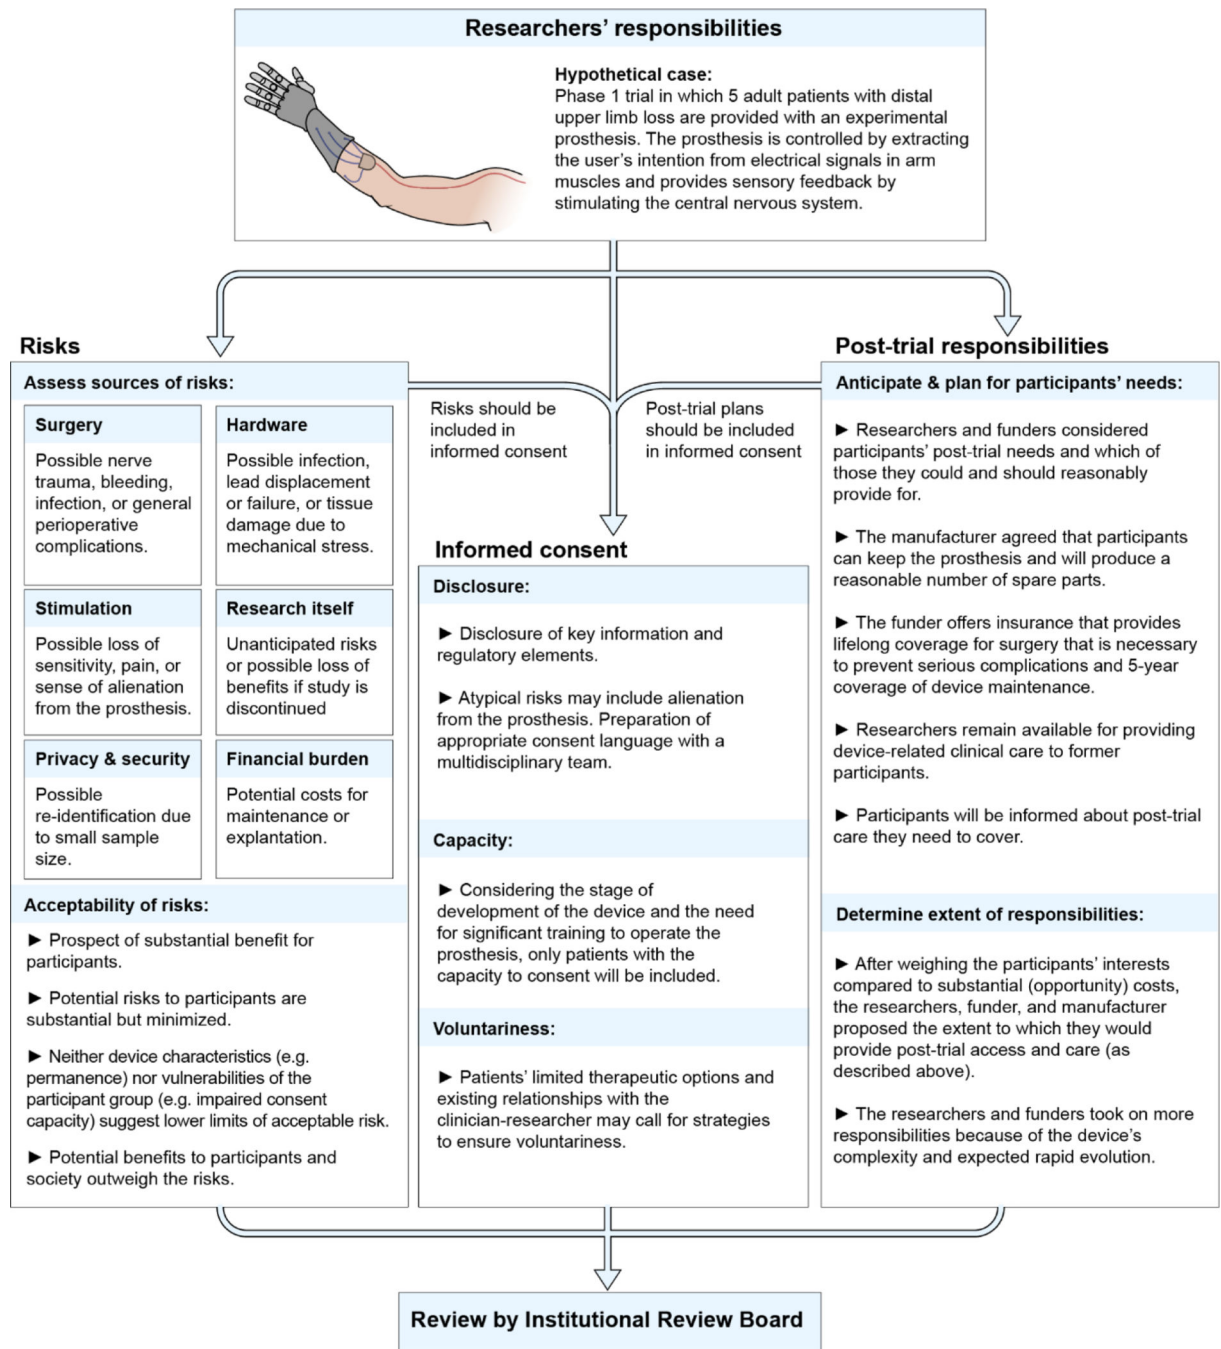 Researchers’ responsibilities
Hypothetical case:
Phase 1 trial in which 5 adult patients with distal
upper limb loss are provided with an experimental
prosthesis. The prosthesis is controlled by extracting
the user’s intention from electrical signals in arm
muscles and provides sensory feedback by
stimulating the central nervous system.
Risks
Assess sources of risks:
Surgery
Possible nerve
trauma, bleeding,
infection, or general
perioperative
complications.
Hardware
Possible infection,
lead displacement
or failure, or tissue
damage due to
mechanical stress.
Stimulation
Possible loss of
sensitivity, pain, or
sense of alienation
from the prosthesis.
Research itself
Unanticipated risks
or possible loss of
benefits if study is
discontinued
Privacy & security
Possible
re-identification due
to small sample
size.
Financial burden
Potential costs for
maintenance or
explantation.
Acceptability of risks:
► Prospect of substantial benefit for
participants.
► Potential risks to participants are
substantial but minimized.
► Neither device characteristics (e.g.
permanence) nor vulnerabilities of the
participant group (e.g. impaired consent
capacity) suggest lower limits of acceptable risk.
► Potential benefits to participants and
society outweigh the risks.
Risks should be
included in
informed consent
Post-trial plans
should be included
in informed consent
Informed consent
Disclosure:
► Disclosure of key information and
regulatory elements.
► Atypical risks may include alienation
from the prosthesis. Preparation of
appropriate consent language with a
multidisciplinary team.
Capacity:
► Considering the stage of
development of the device and the need
for significant training to operate the
prosthesis, only patients with the
capacity to consent will be included.
Voluntariness:
► Patients’ limited therapeutic options and
existing relationships with the
clinician-researcher may call for strategies
to ensure voluntariness.
Post-trial responsibilities
Anticipate & plan for participants’ needs:
► Researchers and funders considered
participants’ post-trial needs and which of
those they could and should reasonably
provide for.
► The manufacturer agreed that participants
can keep the prosthesis and will produce a
reasonable number of spare parts.
► The funder offers insurance that provides
lifelong coverage for surgery that is necessary
to prevent serious complications and 5-year
coverage of device maintenance.
► Researchers remain available for providing
device-related clinical care to former
participants.
► Participants will be informed about post-trial
care they need to cover.
Determine extent of responsibilities:
► After weighing the participants’ interests
compared to substantial (opportunity) costs,
the researchers, funder, and manufacturer
proposed the extent to which they would
provide post-trial access and care (as
described above).
► The researchers and funders took on more
responsibilities because of the device’s
complexity and expected rapid evolution.
Review by Institutional Review Board